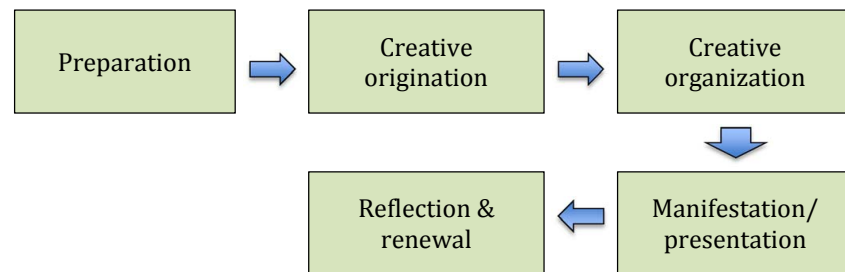 Preparation
Creative
origination
Creative
organization
Manifestation/
presentation
Reflection &
renewal